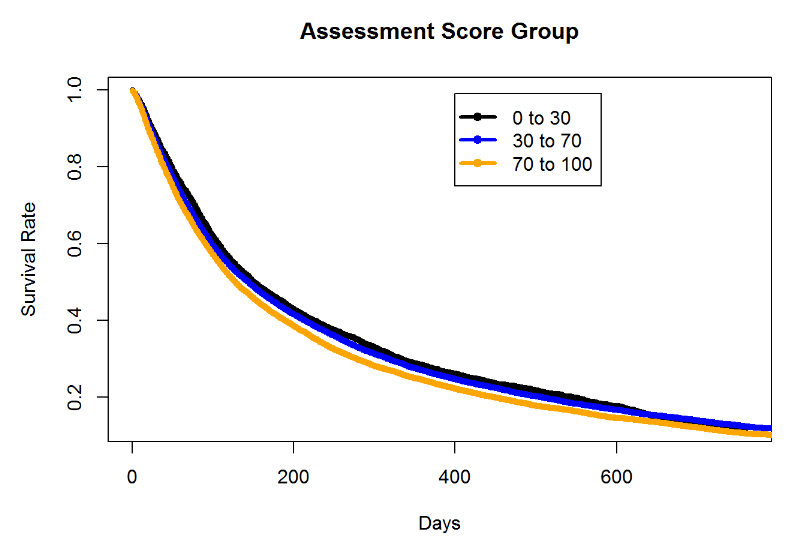 Assessment Score Group
Survival Rate
1.0
0.8
0.6
0.4
0.2
0 to 30
30 to 70
70 to 100
0 200 400 600
Days